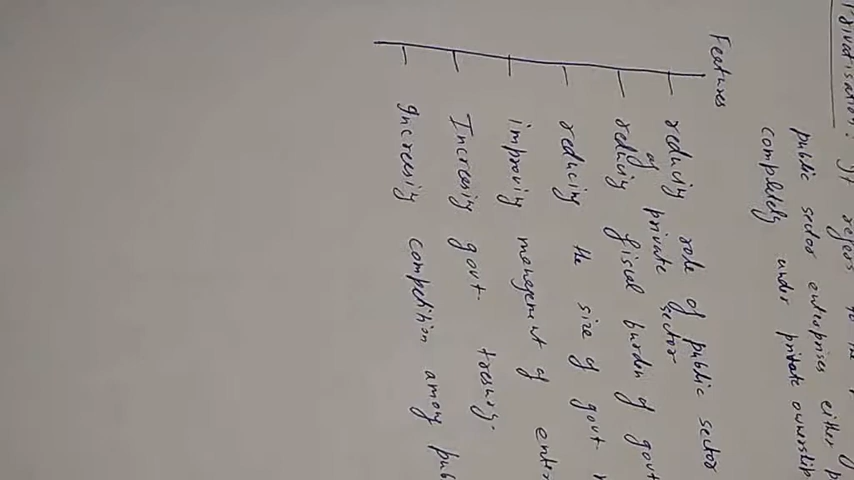 Privatisation: It refers to the
public sector enterprises either
completely under private ownership
Features
reducing role of public sector
of private sector
reducing fiscal burden of govt
reducing the size of govt.
improving management of
Increasing govt. tresury.
Increasing competition among